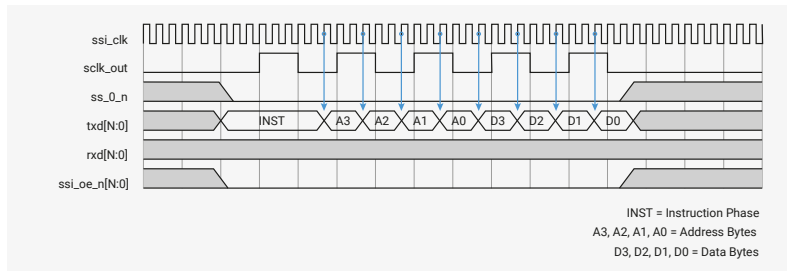 ssi_clk
sclk_out
ss_0_n
txd[N:0] INST A3 A2 A1 A0 D3 D2 D1 D0
rxd[N:0]
ssi_oe_n[N:0]
INST = Instruction Phase
A3, A2, A1, A0 = Address Bytes
D3, D2, D1, D0 = Data Bytes